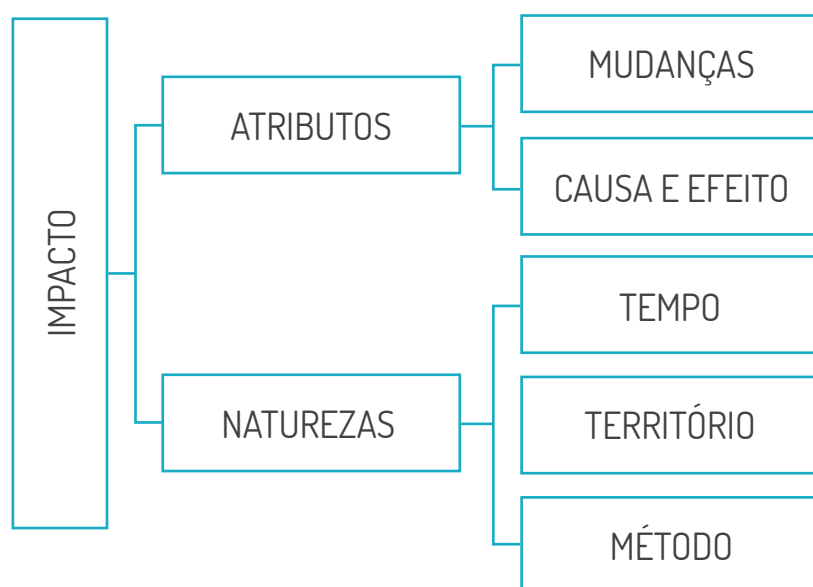 IMPACTO
ATRIBUTOS
MUDANÇAS
CAUSA E EFEITO
NATUREZAS
TEMPO
TERRITÓRIO
MÉTODO